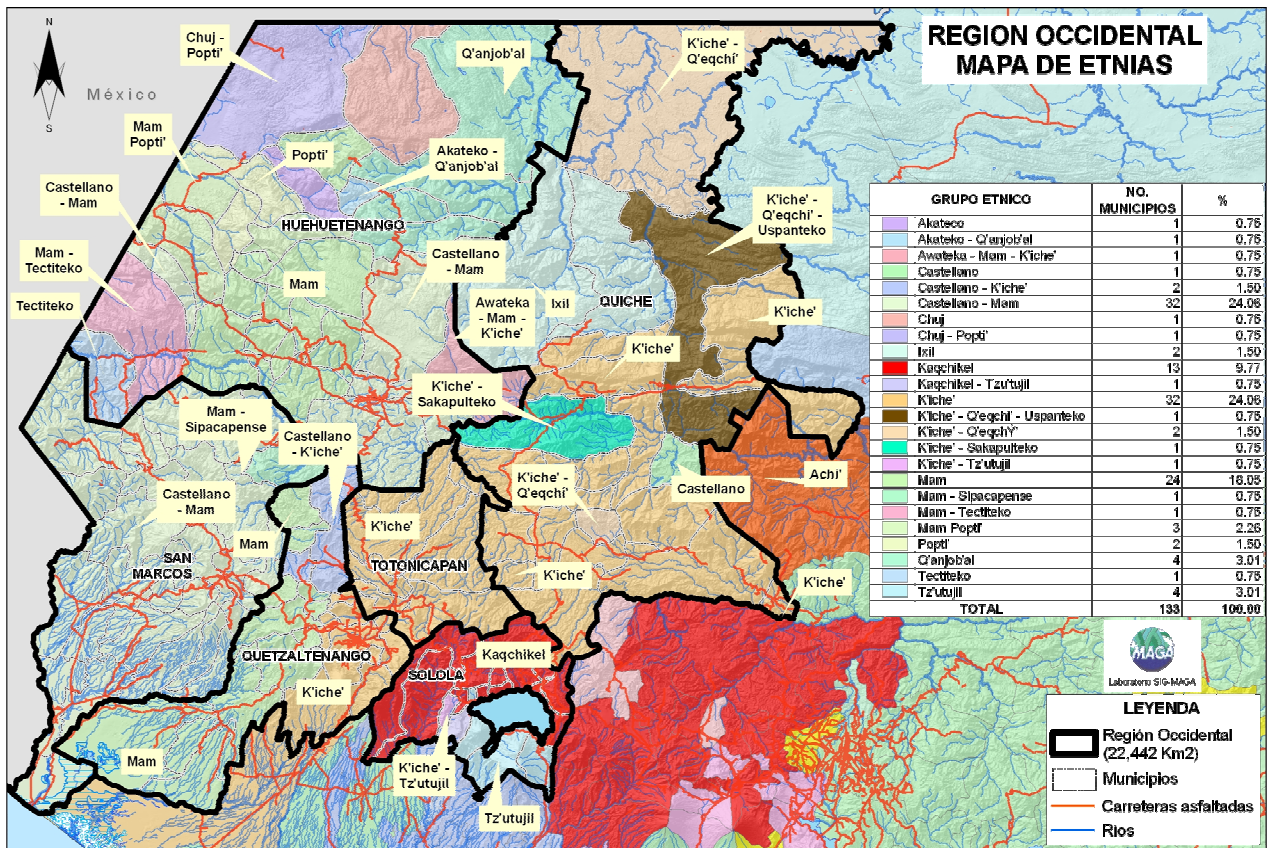 REGION OCCIDENTAL
MAPA DE ETNIAS
N
S
México
Chuj -
Popti'
Q'anjob'al
K'iche' -
Q'eqchí'
Mam
Popti'
Popti'
Akateko -
Q'anjob'al
Castellano
- Mam
HUEHUETENANGO
K'iche' -
Q'eqchi' -
Uspanteko
Mam -
Tectiteko
Castellano
- Mam
Mam
Tectiteko
Awateka
- Mam -
K'iche'
Ixil
QUICHE
K'iche'
K'iche'
K'iche' -
Sakapulteko
Mam -
Sipacapense
Castellano
- K'iche'
K'iche' -
Q'eqchí'
Castellano
Achi'
Castellano
- Mam
K'iche'
Mam
SAN
MARCOS
TOTONICAPAN
K'iche'
K'iche'
QUETZALTENANGO
Kaqchikel
SOLOLA
K'iche'
Mam
K'iche' -
Tz'utujil
Tz'utujil
GRUPO ETNICO NO. MUNICIPIOS %
Akateco 1 0.75
Akateko - Q'anjob'al 1 0.75
Awateka - Mam - K'iche' 1 0.75
Castellano 1 0.75
Castellano - K'iche' 2 1.50
Castellano - Mam 32 24.06
Chuj 1 0.75
Chuj - Popti' 1 0.75
Ixil 2 1.50
Kaqchikel 13 9.77
Kaqchikel - Tzu'tujil 1 0.75
K'iche' 32 24.06
K'iche' - Q'eqchi' - Uspanteko 1 0.75
K'iche' - Q'eqchÝ' 2 1.50
K'iche' - Sakapulteko 1 0.75
K'iche' - Tz'utujil 1 0.75
Mam 24 18.05
Mam - Sipacapense 1 0.75
Mam - Tectiteko 1 0.75
Mam Popti' 3 2.26
Popti' 2 1.50
Q'anjob'al 4 3.01
Tectiteko 1 0.75
Tz'utujil 4 3.01
TOTAL 133 100.00
MAGA
Laboratorio SIG-MAGA
LEYENDA
Región Occidental
(22,442 Km2)
Municipios
Carreteras asfaltadas
Rios